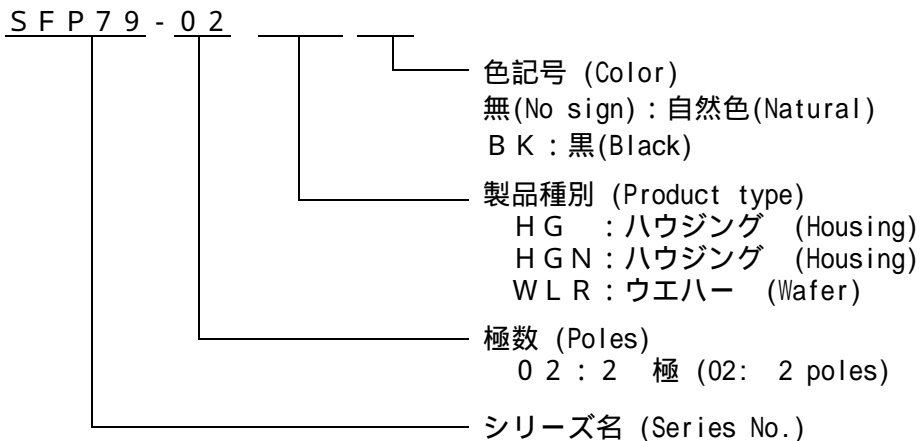 ＳＦＰ７９-０２
色記号 (Color)
無(No sign)：自然色(Natural)
ＢＫ：黒(Black)
製品種別 (Product type)
ＨＧ　：ハウジング (Housing)
ＨＧＮ：ハウジング (Housing)
ＷＬＲ：ウエハー (Wafer)
極数 (Poles)
０２：２ 極 (02: 2 poles)
シリーズ名 (Series No.)